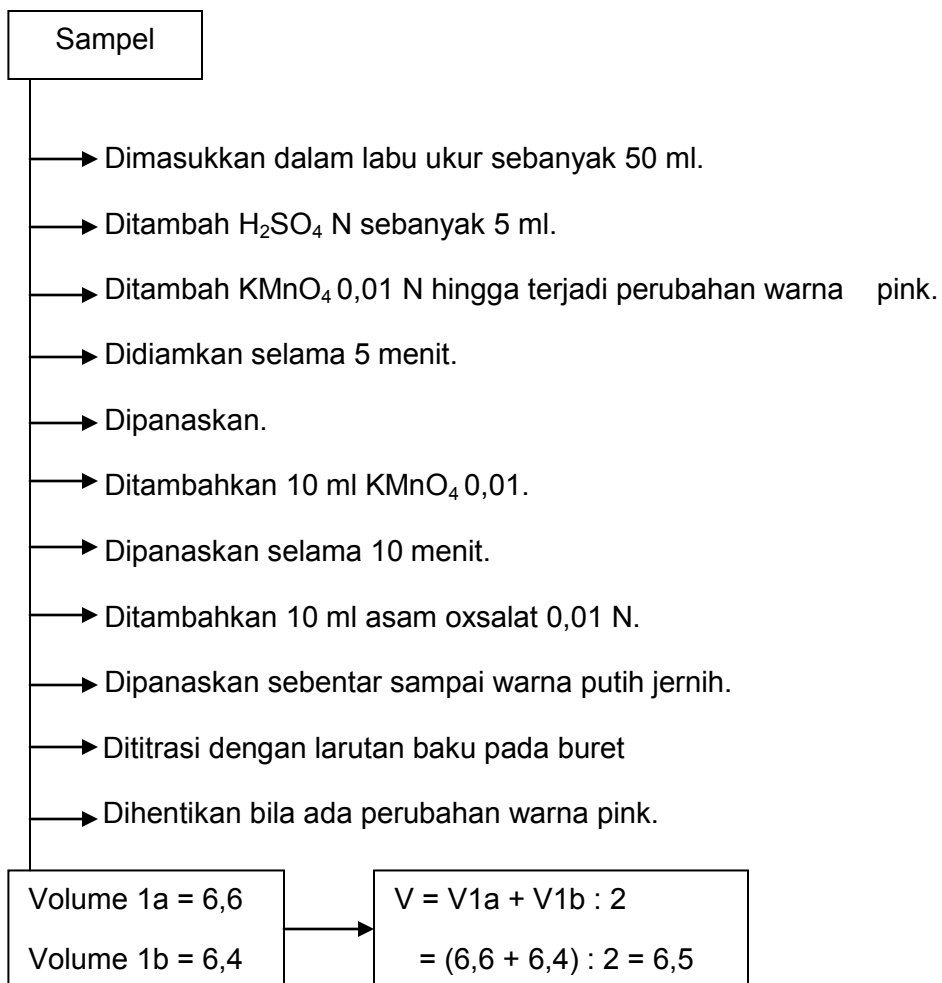 Sampel
Dimasukkan dalam labu ukur sebanyak 50 ml.
Ditambah H₂SO₄ N sebanyak 5 ml.
Ditambah KMnO₄ 0,01 N hingga terjadi perubahan warna pink.
Didiamkan selama 5 menit.
Dipanaskan.
Ditambahkan 10 ml KMnO₄ 0,01.
Dipanaskan selama 10 menit.
Ditambahkan 10 ml asam oxsalat 0,01 N.
Dipanaskan sebentar sampai warna putih jernih.
Dititrasi dengan larutan baku pada buret
Dihentikan bila ada perubahan warna pink.
Volume 1a = 6,6
Volume 1b = 6,4
V = V1a + V1b : 2
= (6,6 + 6,4) : 2 = 6,5